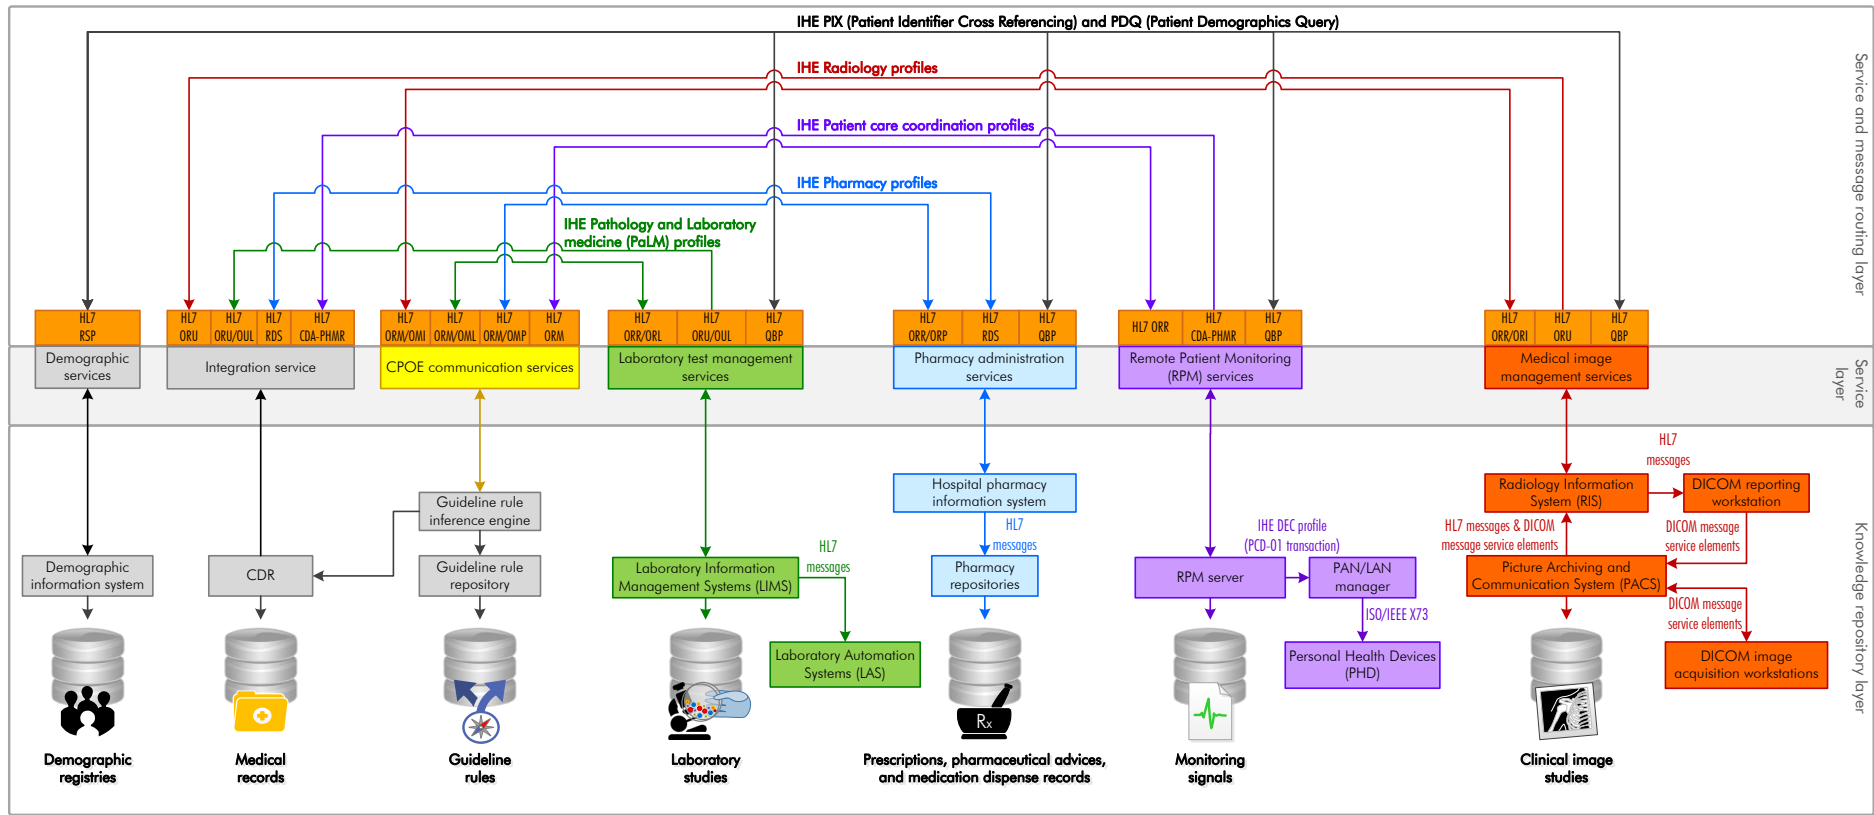 IHE PIX (Patient Identifier Cross Referencing) and PDQ (Patient Demographics Query)
IHE Radiology profiles
IHE Patient care coordination profiles
IHE Pharmacy profiles
IHE Pathology and Laboratory
medicine (PaLM) profiles
Service and message routing layer
HL7
RSP
HL7
ORU
HL7
ORU/OUL
HL7
RDS
HL7
CDA-PHMR
HL7
ORM/OMI
HL7
ORM/OML
HL7
ORM/OMP
HL7
ORM
HL7
ORR/ORL
HL7
ORU/OUL
HL7
QBP
HL7
ORR/ORP
HL7
RDS
HL7
QBP
HL7 ORR
HL7
CDA-PHMR
HL7
QBP
HL7
ORR/ORI
HL7
ORU
HL7
QBP
Demographic
services
Integration service
CPOE communication services
Laboratory test management
services
Pharmacy administration
services
Remote Patient Monitoring
(RPM) services
Medical image
management services
Service
layer
HL7
messages
Guideline rule
inference engine
Hospital pharmacy
information system
Radiology Information
System (RIS)
DICOM reporting
workstation
HL7
messages
IHE DEC profile
(PCD-01 transaction)
HL7 messages & DICOM
message service elements
DICOM message
service elements
HL7
messages
Demographic
information system
CDR
Guideline rule
repository
Laboratory Information
Management Systems (LIMS)
Pharmacy
repositories
RPM server
PAN/LAN
manager
Picture Archiving and
Communication System (PACS)
ISO/IEEE X73
DICOM message
service elements
Laboratory Automation
Systems (LAS)
Personal Health Devices
(PHD)
DICOM image
acquisition workstations
Knowledge repository layer
Rx
Demographic
registries
Medical
records
Guideline
rules
Laboratory
studies
Prescriptions, pharmaceutical advices,
and medication dispense records
Monitoring
signals
Clinical image
studies